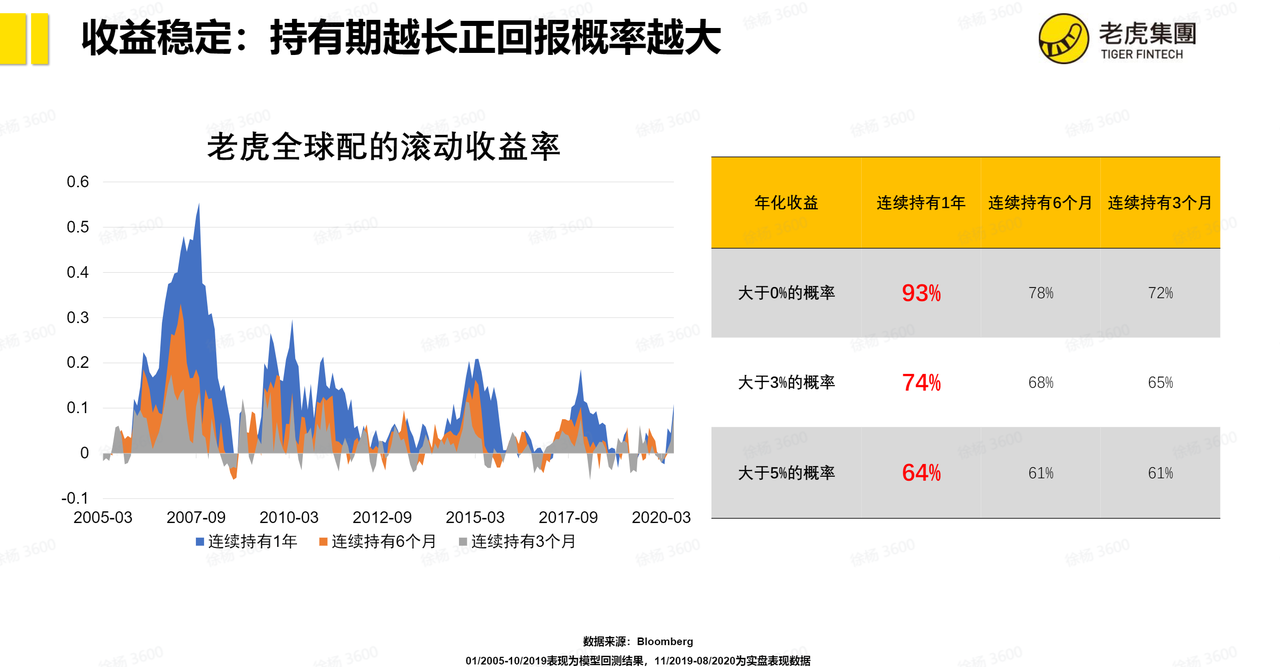 收益稳定：持有期越长正回报概率越大
老虎集團
TIGER FINTECH
老虎全球配的滚动收益率
0.6
0.5
0.4
0.3
0.2
0.1
0
-0.1
2005-03 2007-09 2010-03 2012-09 2015-03 2017-09 2020-03
连续持有1年 连续持有6个月 连续持有3个月
年化收益 连续持有1年 连续持有6个月 连续持有3个月
大于0%的概率 93% 78% 72%
大于3%的概率 74% 68% 65%
大于5%的概率 64% 61% 61%
数据来源：Bloomberg
01/2005-10/2019表现为模型回测结果，11/2019-08/2020为实盘表现数据
徐杨 3600